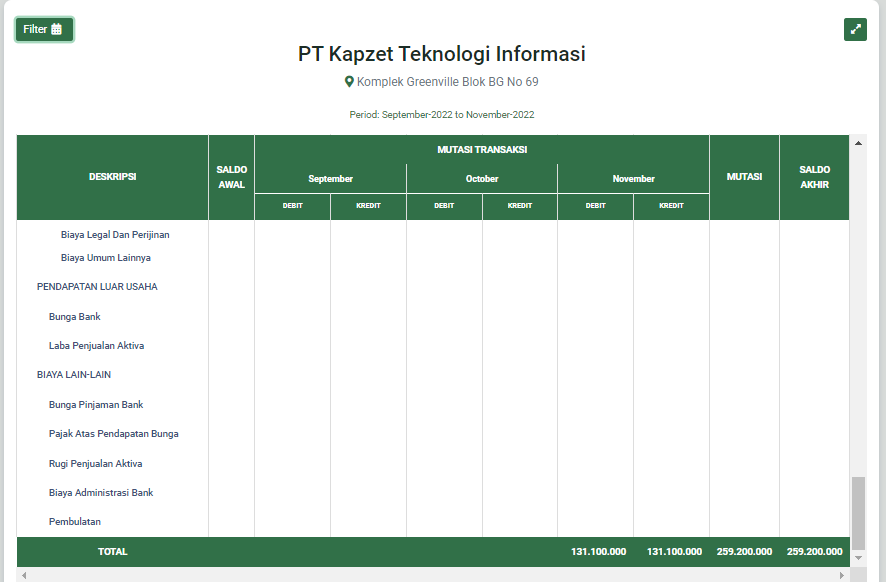 Filter
PT Kapzet Teknologi Informasi
Komplek Greenville Blok BG No 69
Period: September-2022 to November-2022
DESKRIPSI
SALDO
AWAL
MUTASI TRANSAKSI
September October November
DEBIT KREDIT DEBIT KREDIT DEBIT KREDIT
MUTASI
SALDO
AKHIR
Biaya Legal Dan Perijinan
Biaya Umum Lainnya
PENDAPATAN LUAR USAHA
Bunga Bank
Laba Penjualan Aktiva
BIAYA LAIN-LAIN
Bunga Pinjaman Bank
Pajak Atas Pendapatan Bunga
Rugi Penjualan Aktiva
Biaya Administrasi Bank
Pembulatan
TOTAL 131.100.000 131.100.000 259.200.000 259.200.000